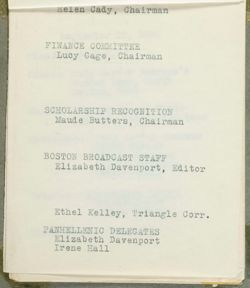 Helen Cady, Chairman
FINANCE COMMITTEE
Lucy Gage, Chairman
SCHOLARSHIP RECOGNITION
Maude Butters, Chairman
BOSTON BROADCAST STAFF
Elizabeth Davenport, Editor
Ethel Kelley, Triangle Corr.
PANHELLENIC DELEGATES
Elizabeth Davenport
Irene Hall